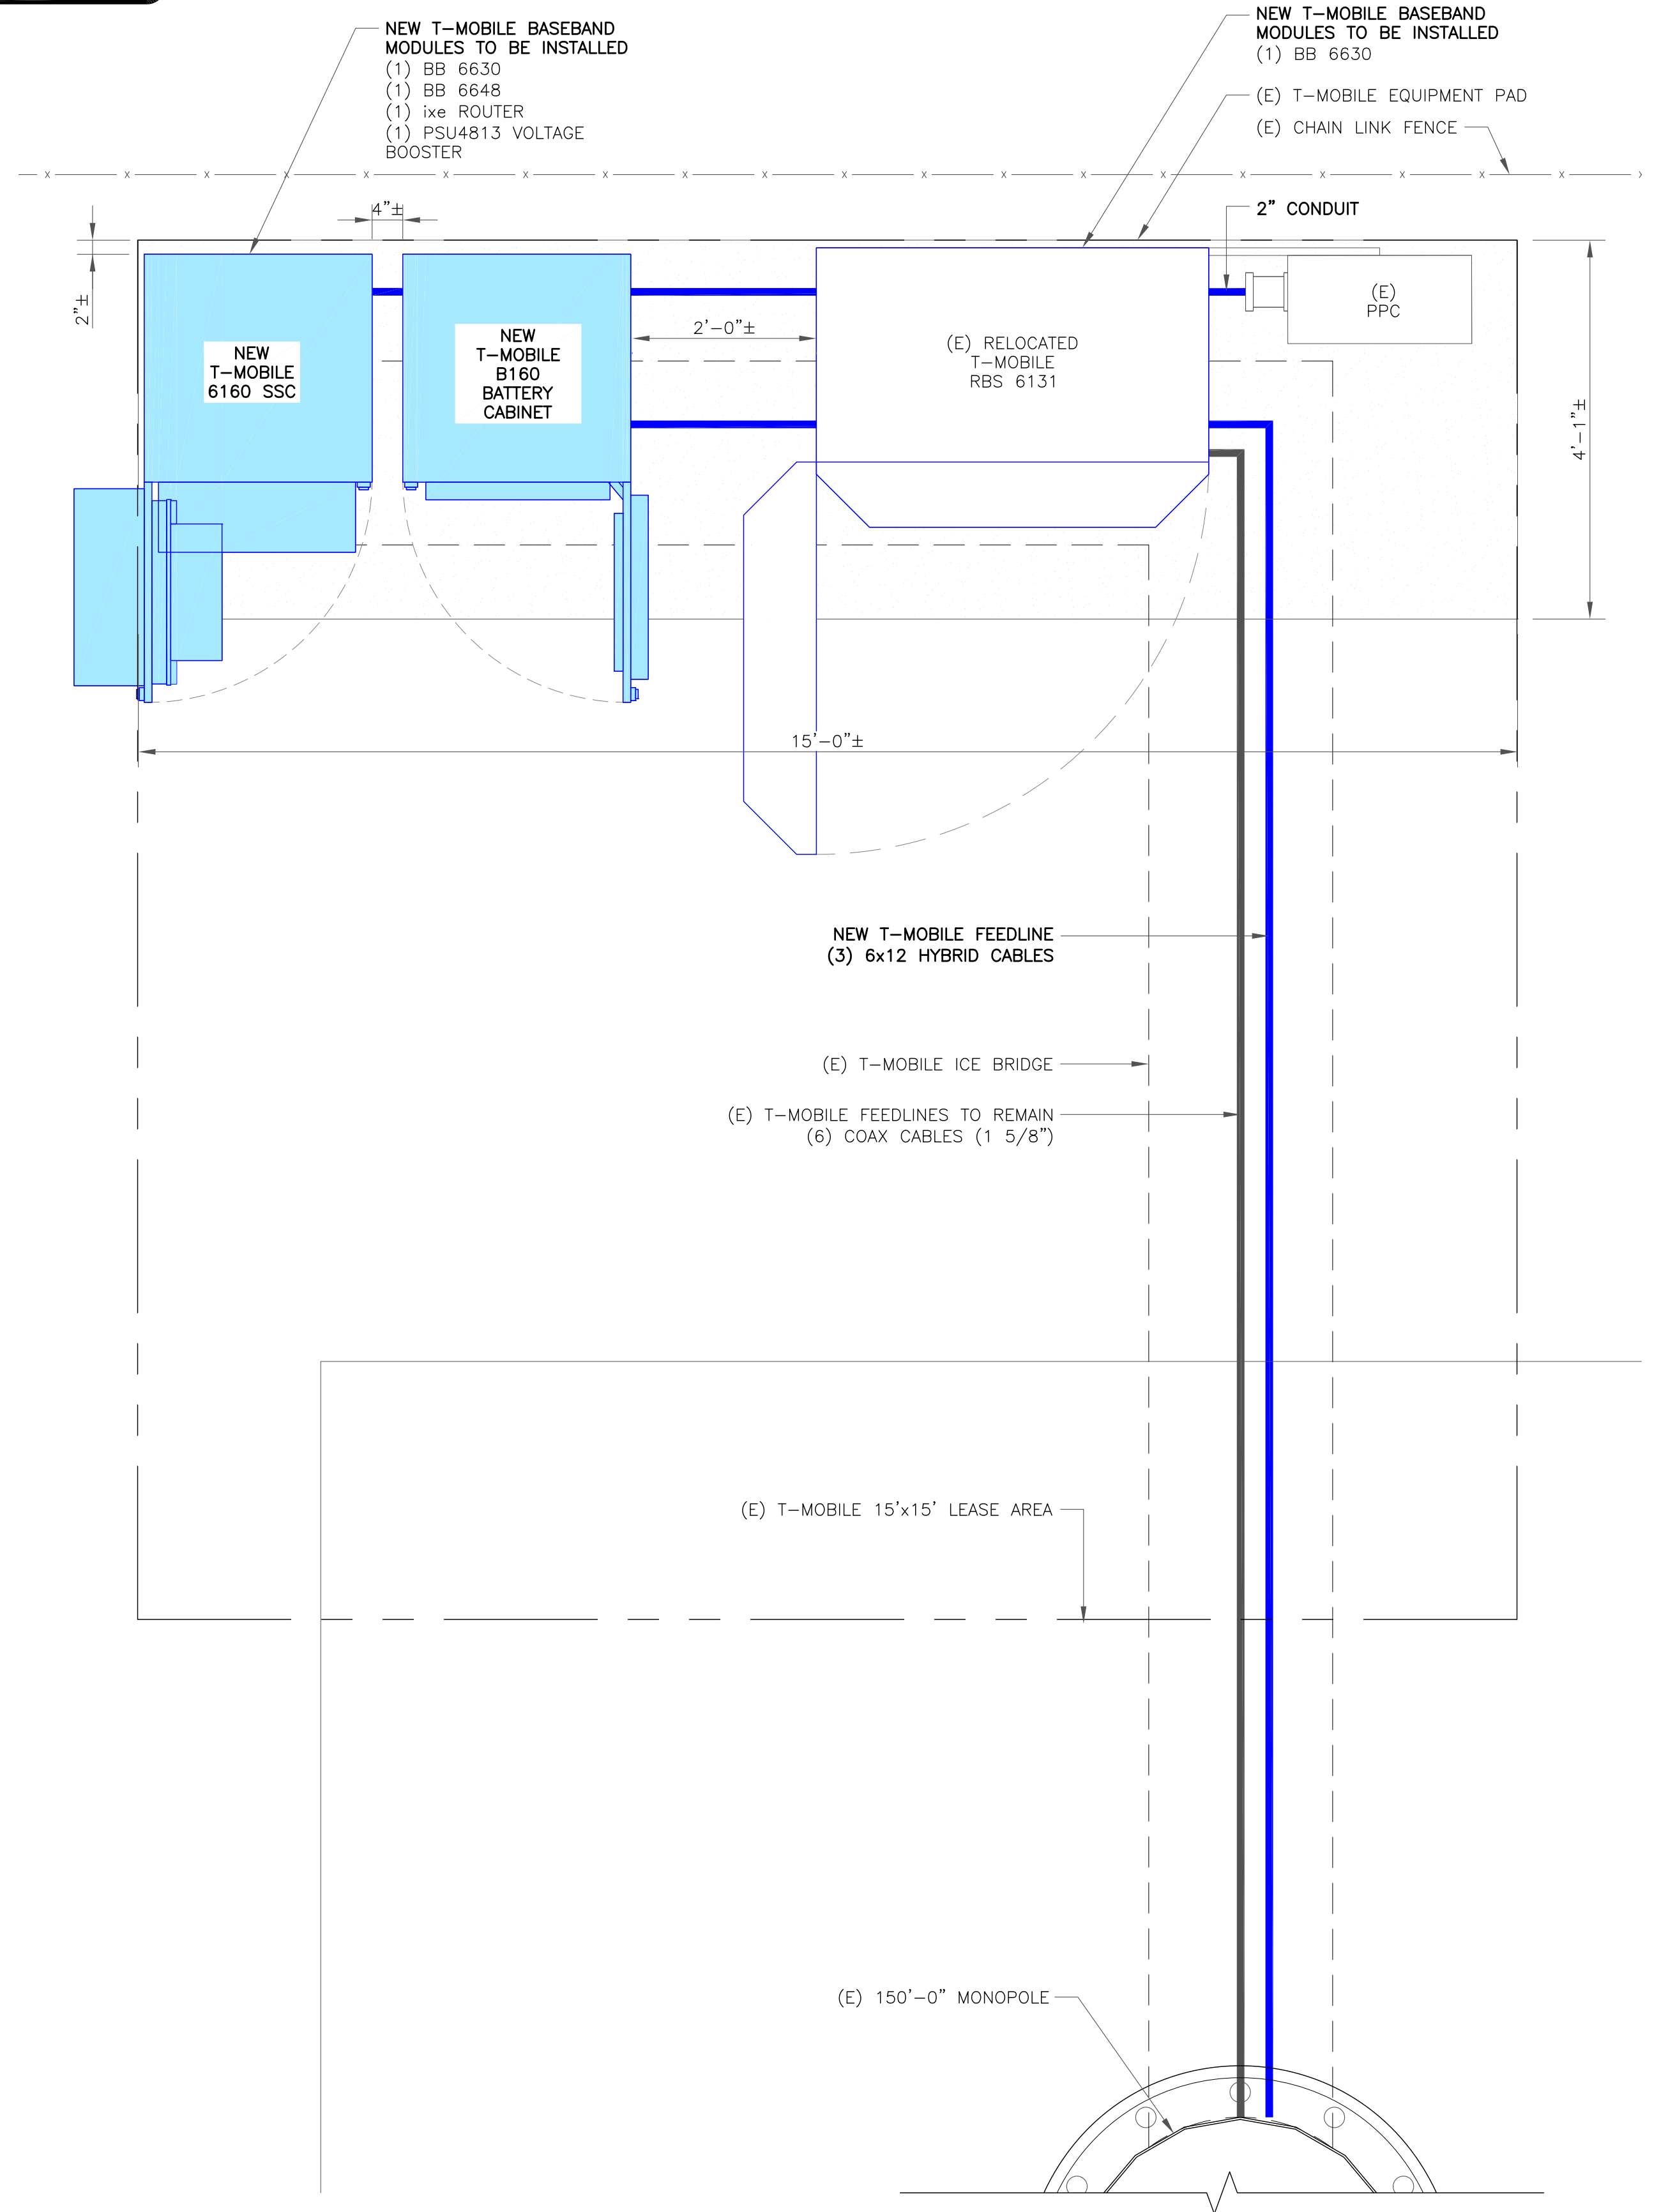 NEW T-MOBILE BASEBAND
MODULES TO BE INSTALLED
(1) BB 6630
(1) BB 6648
(1) ixe ROUTER
(1) PSU4813 VOLTAGE
BOOSTER
NEW T-MOBILE BASEBAND
MODULES TO BE INSTALLED
(1) BB 6630
(E) T-MOBILE EQUIPMENT PAD
(E) CHAIN LINK FENCE
4"±
2" CONDUIT
2"±
NEW
T-MOBILE
6160 SSC
NEW
T-MOBILE
B160
BATTERY
CABINET
2'-0"±
(E) RELOCATED
T-MOBILE
RBS 6131
(E)
PPC
4'-1"±
15'-0"±
NEW T-MOBILE FEEDLINE
(3) 6x12 HYBRID CABLES
(E) T-MOBILE ICE BRIDGE
(E) T-MOBILE FEEDLINES TO REMAIN
(6) COAX CABLES (1 5/8")
(E) T-MOBILE 15'x15' LEASE AREA
(E) 150'-0" MONOPOLE